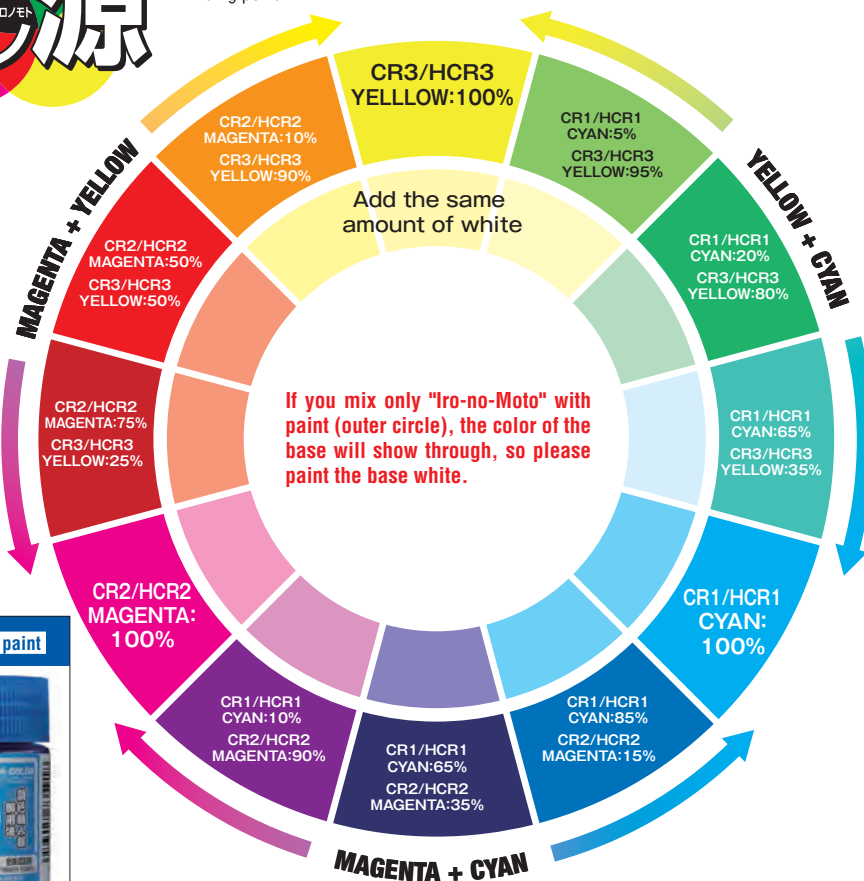 ロノモト
源
CR3/HCR3
YELLLOW:100%
CR1/HCR1
CYAN:5%
CR3/HCR3
YELLOW:95%
CR1/HCR1
CYAN:20%
CR3/HCR3
YELLOW:80%
CR1/HCR1
CYAN:65%
CR3/HCR3
YELLOW:35%
CR1/HCR1
CYAN:
100%
CR1/HCR1
CYAN:85%
CR2/HCR2
MAGENTA:15%
CR1/HCR1
CYAN:65%
CR2/HCR2
MAGENTA:35%
CR1/HCR1
CYAN:10%
CR2/HCR2
MAGENTA:90%
CR2/HCR2
MAGENTA:
100%
CR2/HCR2
MAGENTA:75%
CR3/HCR3
YELLOW:25%
CR2/HCR2
MAGENTA:50%
CR3/HCR3
YELLOW:50%
CR2/HCR2
MAGENTA:10%
CR3/HCR3
YELLOW:90%
MAGENTA + YELLOW
YELLOW + CYAN
MAGENTA + CYAN
Add the same
amount of white
If you mix only "Iro-no-Moto" with
paint (outer circle), the color of the
base will show through, so please
paint the base white.
paint
COLOR